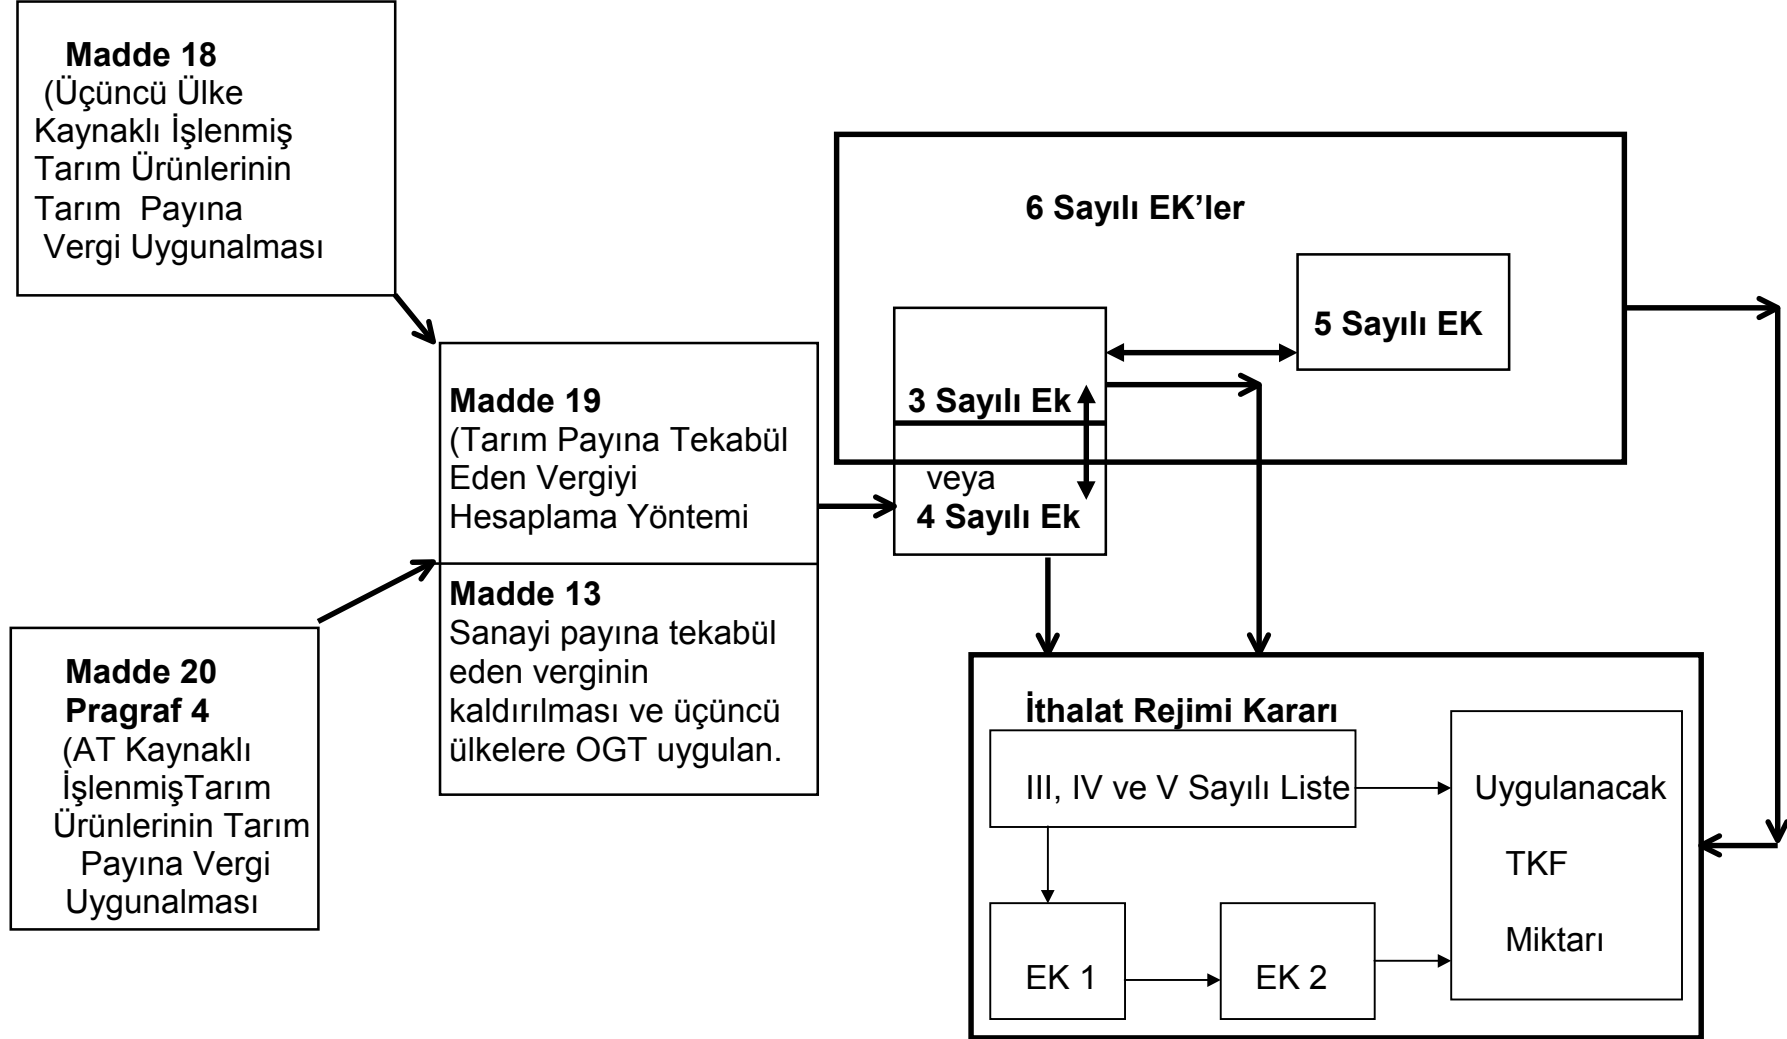 Madde 18
(Üçüncü Ülke
Kaynaklı İşlenmiş
Tarım Ürünlerinin
Tarım Payına
Vergi Uygunalması
Madde 20
Pragraf 4
(AT Kaynaklı
İşlenmişTarım
Ürünlerinin Tarım
Payına Vergi
Uygunalması
Madde 19
(Tarım Payına Tekabül
Eden Vergiyi
Hesaplama Yöntemi
Madde 13
Sanayi payına tekabül
eden verginin
kaldırılması ve üçüncü
ülkelere OGT uygulan.
6 Sayılı EK’ler
5 Sayılı EK
3 Sayılı Ek
veya
4 Sayılı Ek
İthalat Rejimi Kararı
III, IV ve V Sayılı Liste
EK 1
EK 2
Uygulanacak
TKF
Miktarı